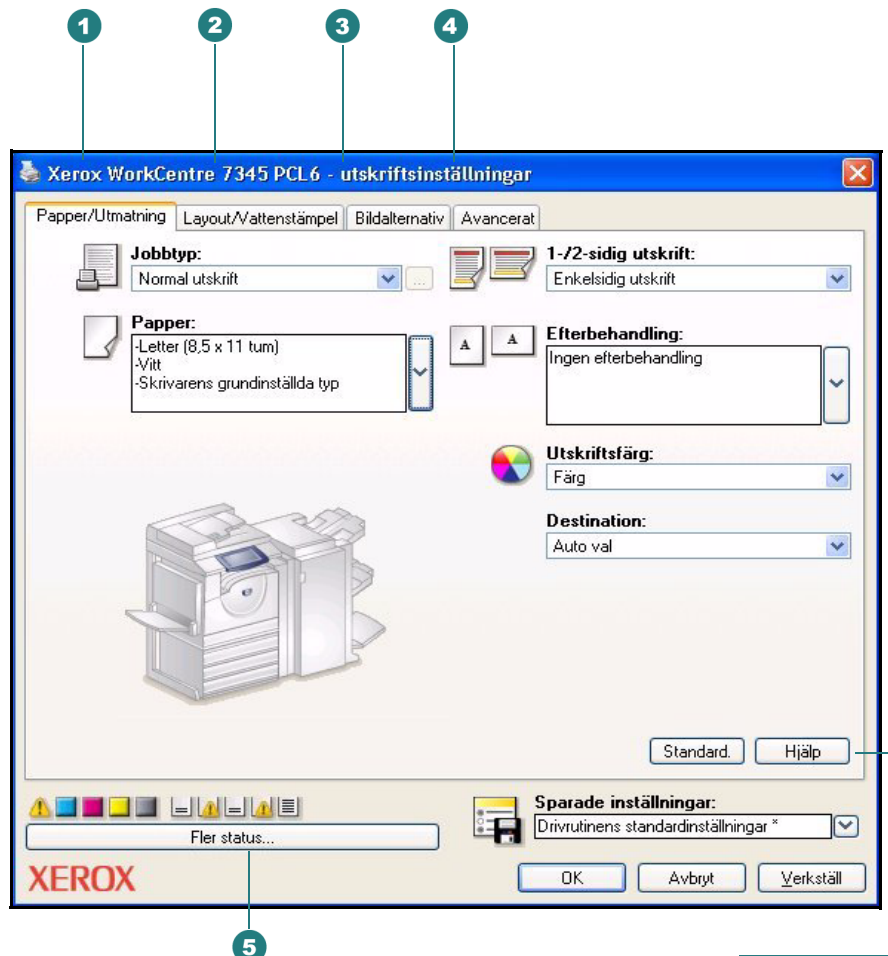 1 2 3 4
Xerox WorkCentre 7345 PCL6 - utskriftsinställningar
Papper/Utmatning Layout/Vattenstämpel Bildalternativ Avancerat
Jobbtyp:
Normal utskrift
...
1-/2-sidig utskrift:
Enkelsidig utskrift
Papper:
-Letter (8,5 x 11 tum)
-Vitt
-Skrivarens grundinställda typ
A A
Efterbehandling:
Ingen efterbehandling
Utskriftsfärg:
Färg
Destination:
Auto val
Standard. Hjälp
Fler status...
Sparade inställningar:
Drivrutinens standardinställningar *
XEROX
OK Avbryt Verkställ
5